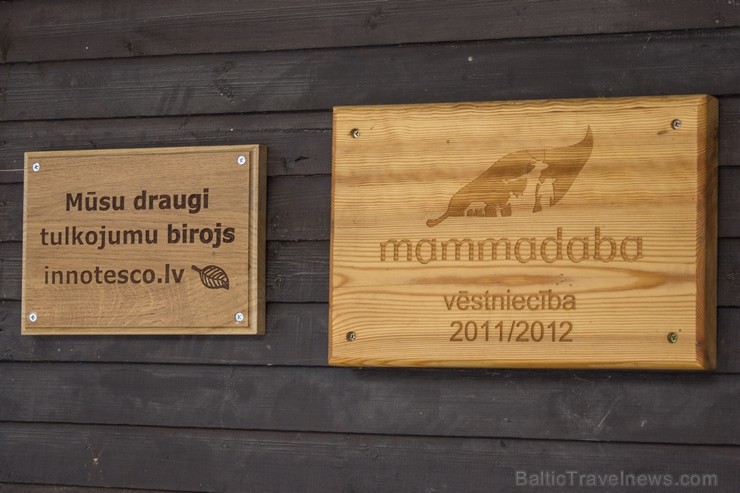 Mūsu draugi
tulkojumu birojs
innotesco.lv
mammadaba
vēstniecība
2011/2012
BalticTravelnews.com